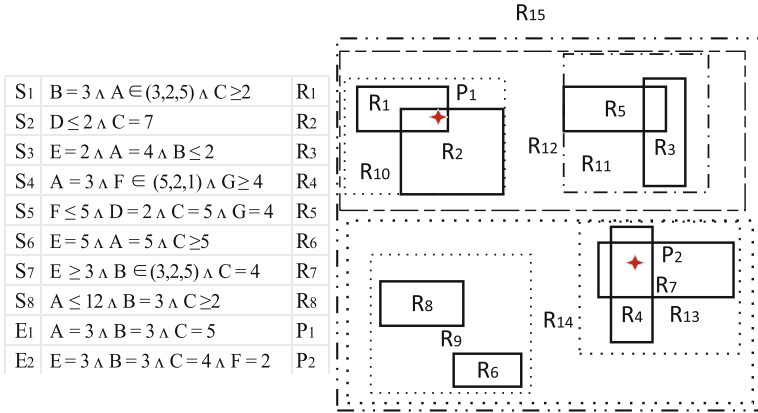 S1 B = 3 ∧ A ∈ (3,2,5) ∧ C ≥2 R1
S2 D ≤ 2 ∧ C = 7 R2
S3 E = 2 ∧ A = 4 ∧ B ≤ 2 R3
S4 A = 3 ∧ F ∈ (5,2,1) ∧ G ≥ 4 R4
S5 F ≤ 5 ∧ D = 2 ∧ C = 5 ∧ G = 4 R5
S6 E = 5 ∧ A = 5 ∧ C ≥5 R6
S7 E ≥ 3 ∧ B ∈ (3,2,5) ∧ C = 4 R7
S8 A ≤ 12 ∧ B = 3 ∧ C ≥2 R8
E1 A = 3 ∧ B = 3 ∧ C = 5 P1
E2 E = 3 ∧ B = 3 ∧ C = 4 ∧ F = 2 P2
R15
R1
P1
R2
R10
R12
R5
R3
R11
R8
R9
R6
R14
P2
R7
R4
R13